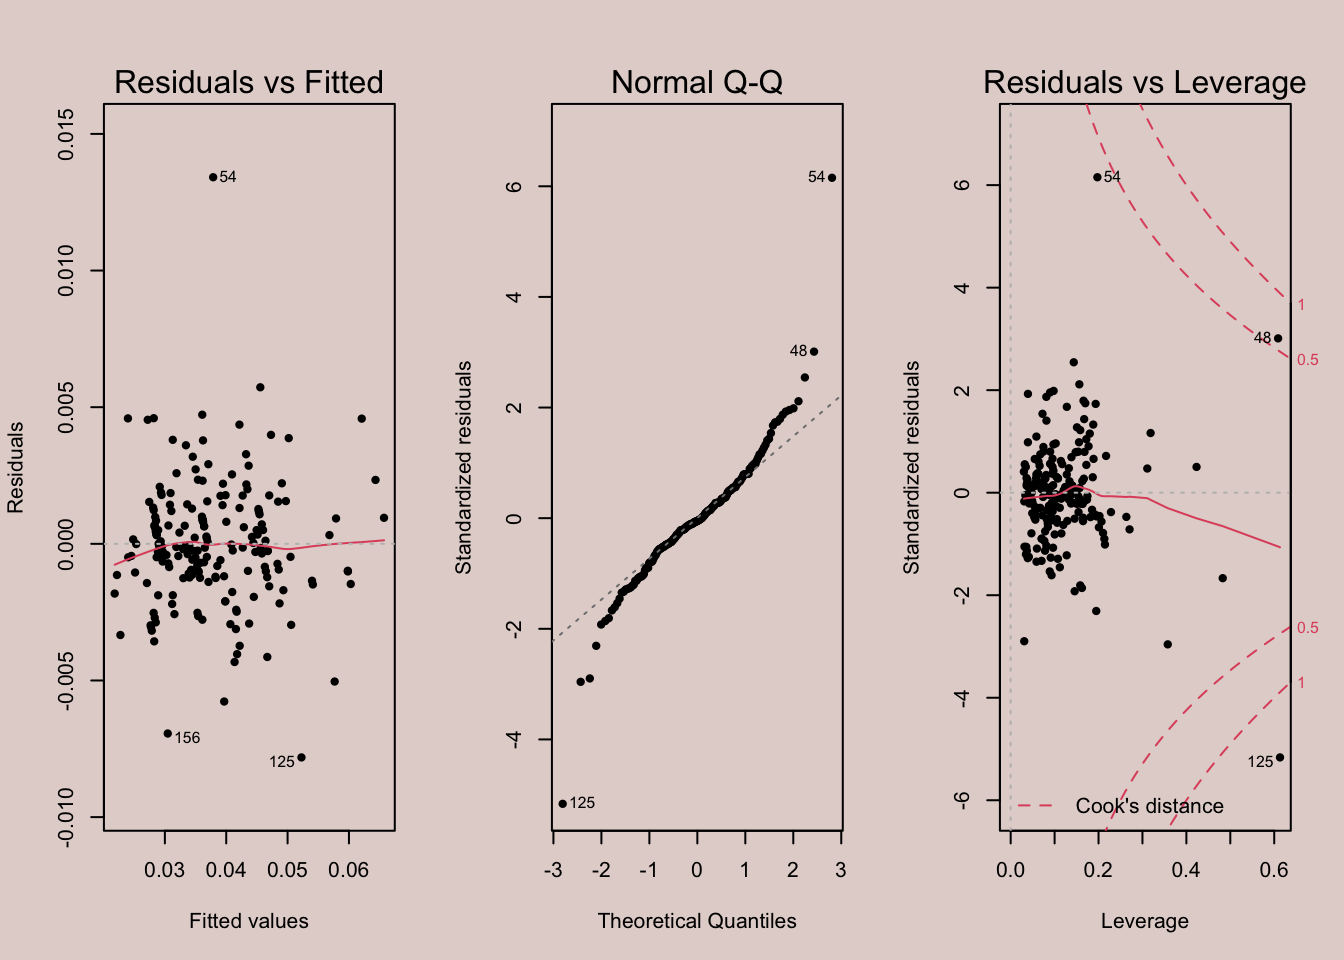 Residuals vs Fitted
Residuals
0.015
0.010
0.005
0.000
-0.005
-0.010
54
156
125
0.03 0.04 0.05 0.06
Fitted values
Normal Q-Q
Standardized residuals
6
4
2
0
-2
-4
54
48
125
-3 -2 -1 0 1 2 3
Theoretical Quantiles
Residuals vs Leverage
Standardized residuals
6
4
2
0
-2
-4
-6
54
48
125
1
0.5
0.5
1
Cook's distance
0.0 0.2 0.4 0.6
Leverage